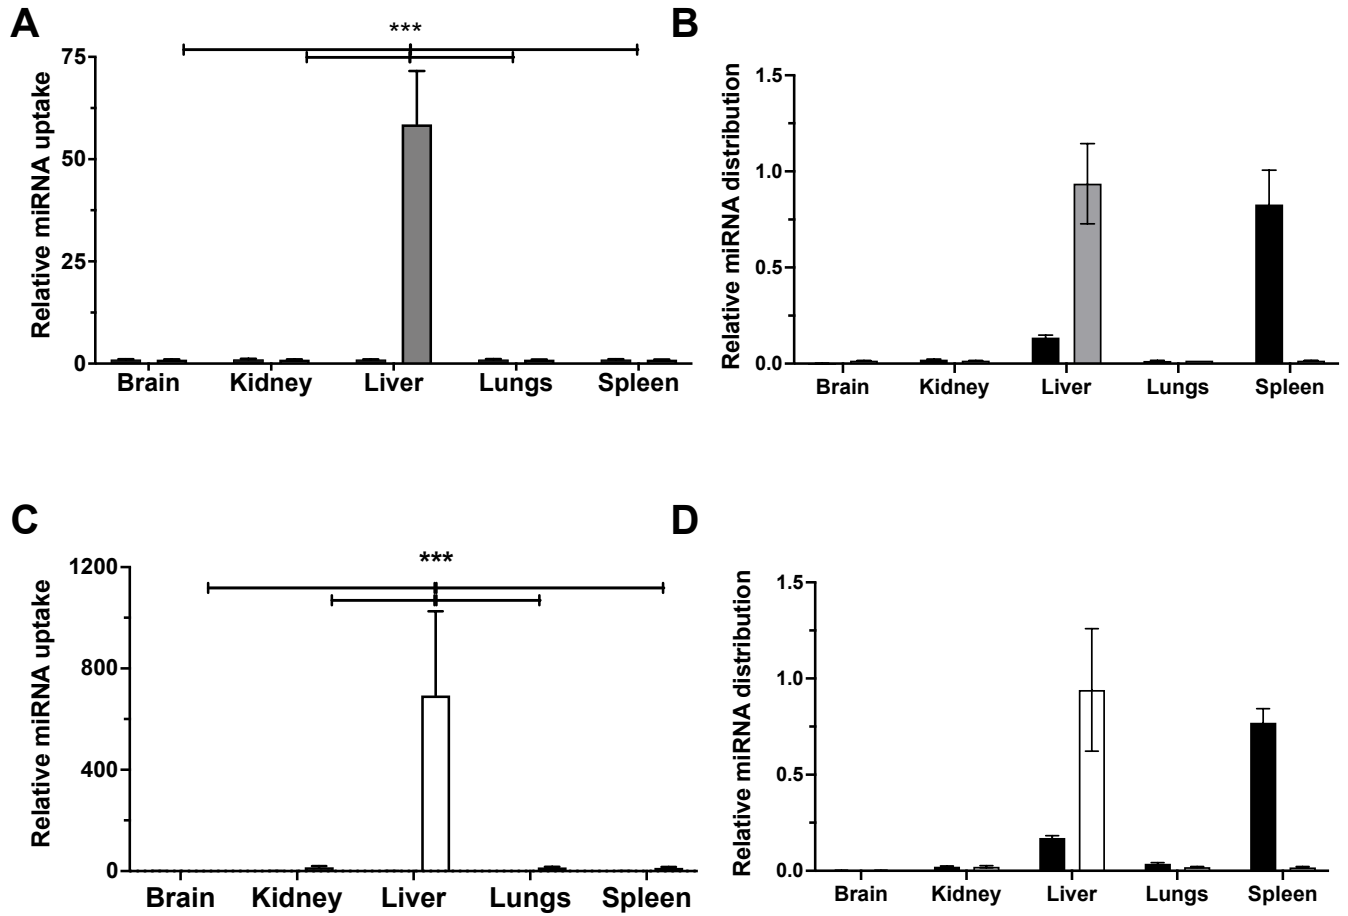 A
***
Relative miRNA uptake
75
50
25
0
Brain Kidney Liver Lungs Spleen
B
Relative miRNA distribution
1.5
1.0
0.5
0.0
Brain Kidney Liver Lungs Spleen
C
***
Relative miRNA uptake
1200
800
400
0
Brain Kidney Liver Lungs Spleen
D
Relative miRNA distribution
1.5
1.0
0.5
0.0
Brain Kidney Liver Lungs Spleen